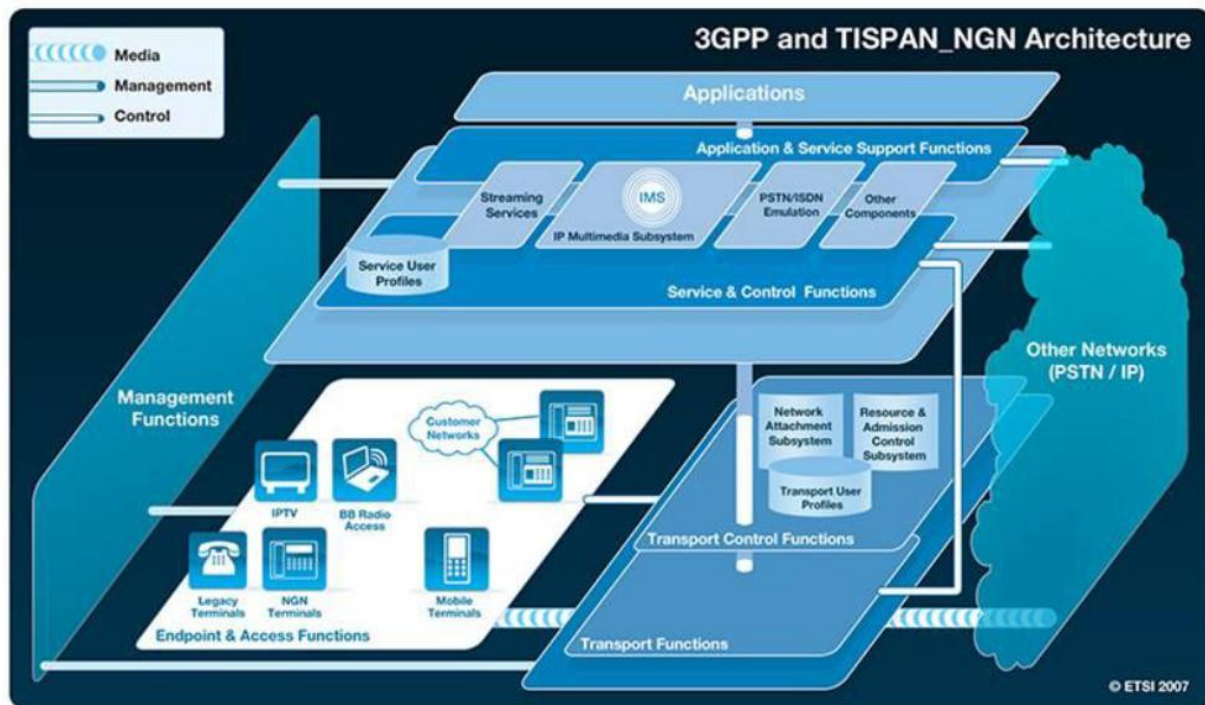 3GPP and TISPAN_NGN Architecture
Media
Management
Control
Applications
Application & Service Support Functions
Streaming
Services
IMS
IP Multimedia Subsystem
PSTN/ISDN
Emulation
Other
Components
Service User
Profiles
Service & Control Functions
Management
Functions
Other Networks
(PSTN / IP)
Customer
Networks
IPTV
BB Radio
Access
Legacy
Terminals
NGN
Terminals
Mobile
Terminals
Endpoint & Access Functions
Network
Attachment
Subsystem
Resource &
Admission
Control
Subsystem
Transport User
Profiles
Transport Control Functions
Transport Functions
© ETSI 2007